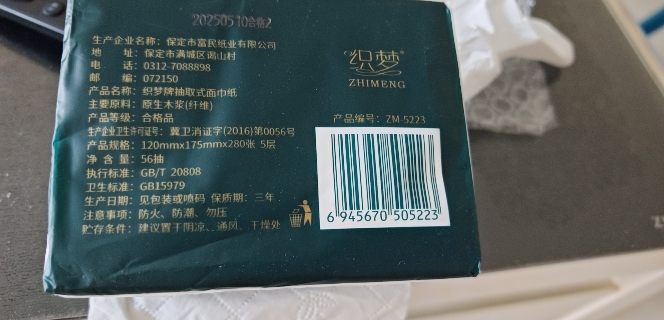 20250510合格2
生产企业名称：保定市富民纸业有限公司
地　　址：保定市满城区谒山村
电　　话：0312-7088898
邮　　编：072150
产品名称：织梦牌抽取式面巾纸
主要原料：原生木浆(纤维)
产品等级：合格品
生产企业卫生许可证号：冀卫消证字(2016)第0056号
产品规格：120mmx175mmx280张 5层
净 含 量：56抽
执行标准：GB/T 20808
卫生标准：GB15979
生产日期：见包装或喷码 保质期：三年
注意事项：防火、防潮、勿压
贮存条件：建议置于阴凉、通风、干燥处
织梦®
ZHIMENG
产品编号：ZM-5223
6 945670 505223